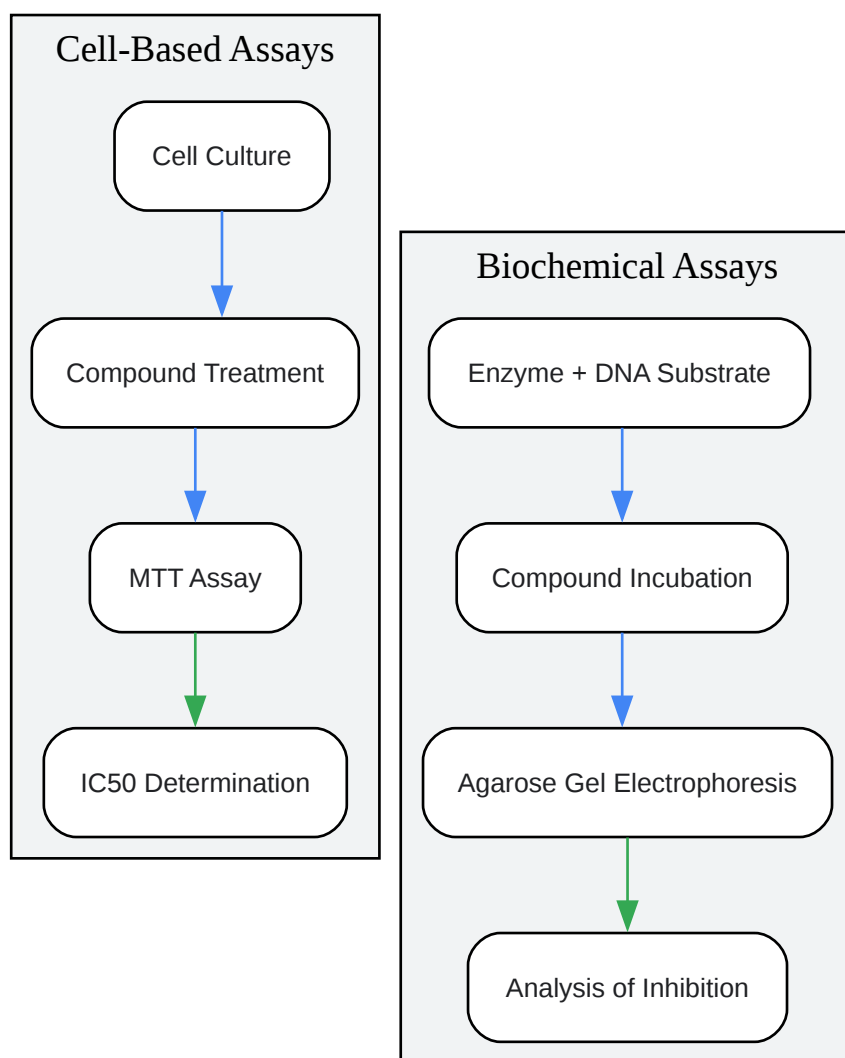 Cell-Based Assays
Cell Culture
Compound Treatment
MTT Assay
IC50 Determination
Biochemical Assays
Enzyme + DNA Substrate
Compound Incubation
Agarose Gel Electrophoresis
Analysis of Inhibition